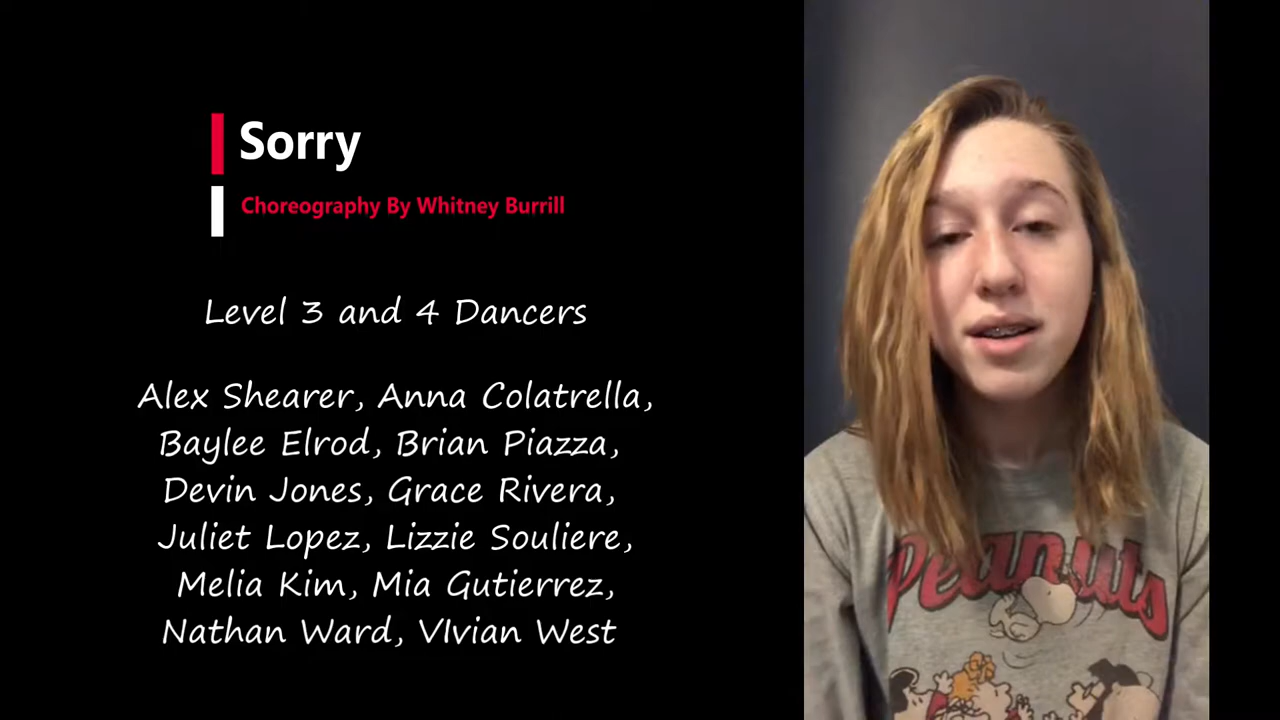 Sorry
Choreography By Whitney Burrill
Level 3 and 4 Dancers
Alex Shearer, Anna Colatrella,
Baylee Elrod, Brian Piazza,
Devin Jones, Grace Rivera,
Juliet Lopez, Lizzie Souliere,
Melia Kim, Mia Gutierrez,
Nathan Ward, VIvian West
Peanuts